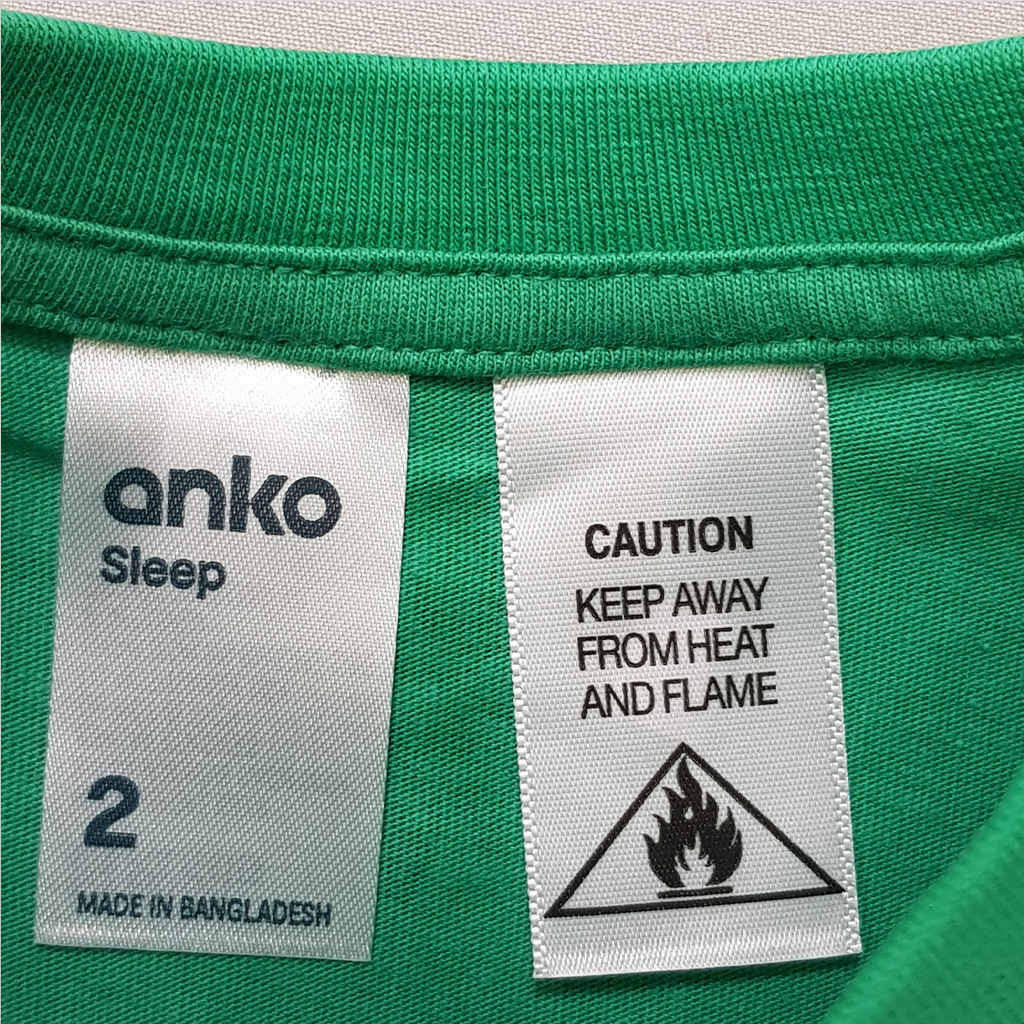 anko
Sleep
2
MADE IN BANGLADESH
CAUTION
KEEP AWAY
FROM HEAT
AND FLAME